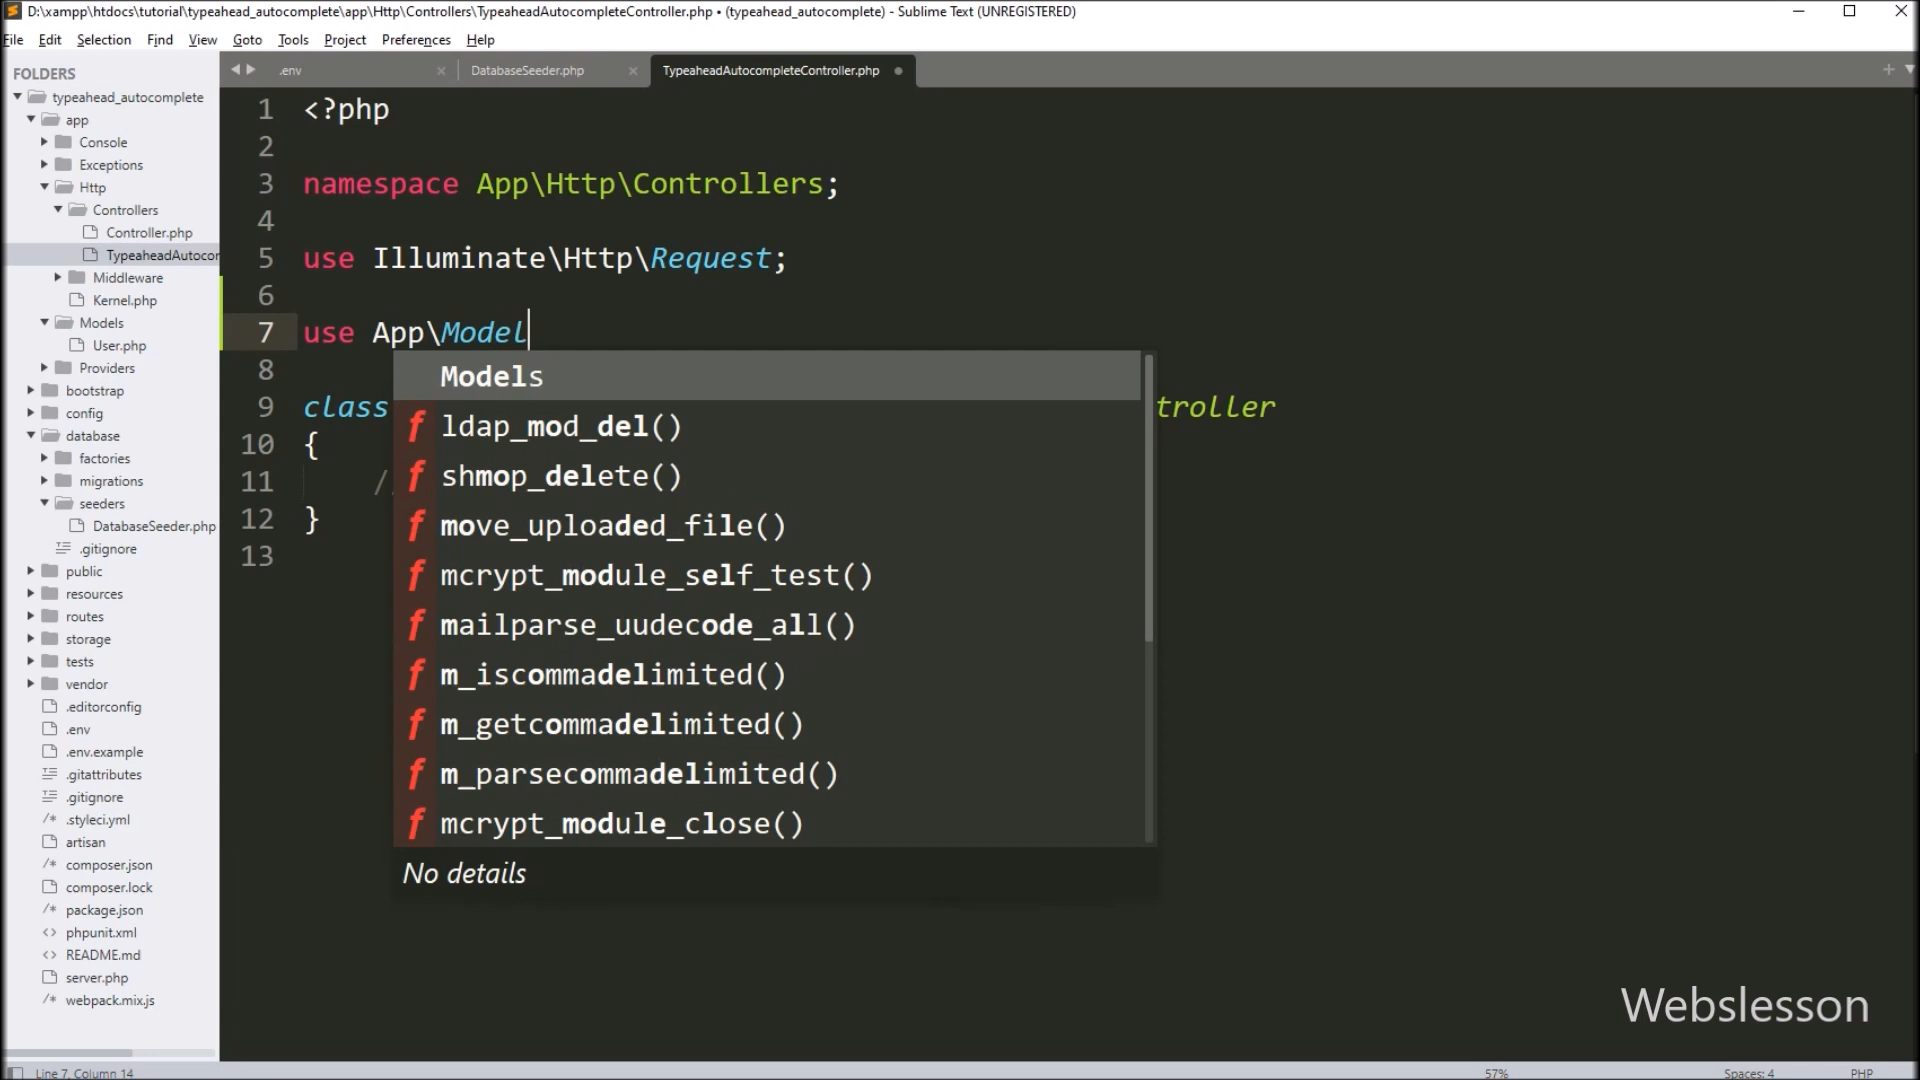 D:\xampp\htdocs\tutorial\typeahead_autocomplete\app\Http\Controllers\TypeaheadAutocompleteController.php • (typeahead_autocomplete) - Sublime Text (UNREGISTERED)
File Edit Selection Find View Goto Tools Project Preferences Help
FOLDERS
typeahead_autocomplete
app
Console
Exceptions
Http
Controllers
Controller.php
TypeaheadAutocor
Middleware
Kernel.php
Models
User.php
Providers
bootstrap
config
database
factories
migrations
seeders
DatabaseSeeder.php
.gitignore
public
resources
routes
storage
tests
vendor
.editorconfig
.env
.env.example
.gitattributes
.gitignore
.styleci.yml
artisan
composer.json
composer.lock
package.json
phpunit.xml
README.md
server.php
webpack.mix.js
.env DatabaseSeeder.php TypeaheadAutocompleteController.php
1 <?php
2
3 namespace App\Http\Controllers;
4
5 use Illuminate\Http\Request;
6
7 use App\Model
8
9 class troller
10 {
11 /
12 }
13
Models
f ldap_mod_del()
f shmop_delete()
f move_uploaded_file()
f mcrypt_module_self_test()
f mailparse_uudecode_all()
f m_iscommadelimited()
f m_getcommadelimited()
f m_parsecommadelimited()
f mcrypt_module_close()
No details
Webslesson
Line 7, Column 14 57% Spaces: 4 PHP